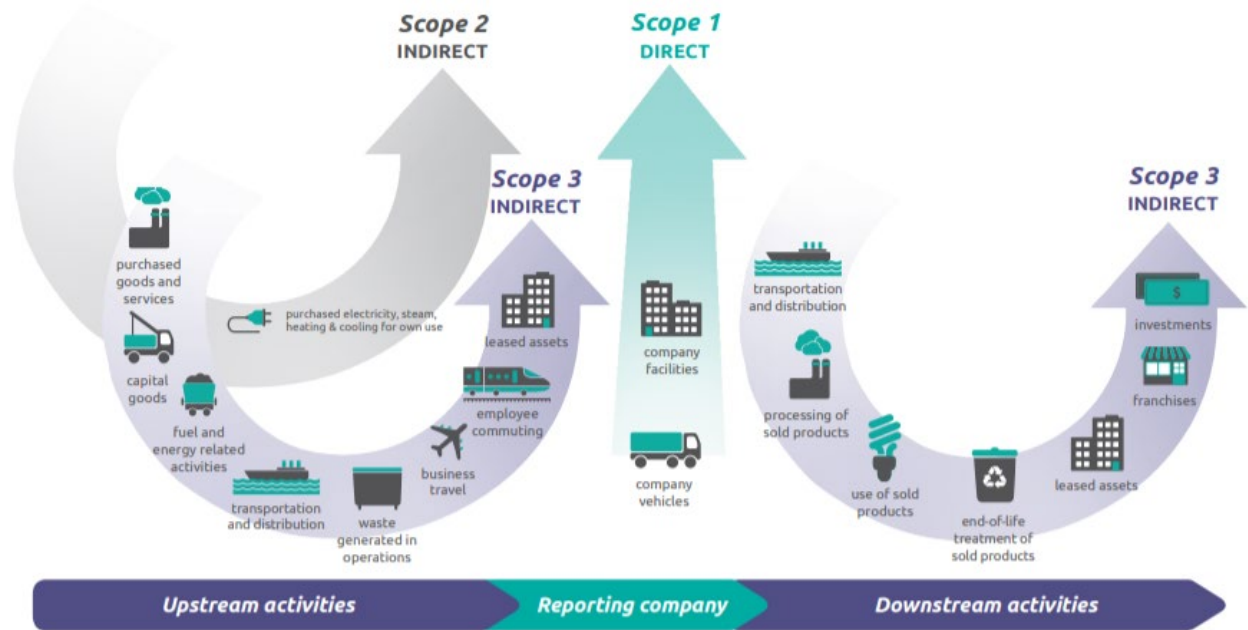 Scope 2
INDIRECT
Scope 1
DIRECT
Scope 3
INDIRECT
Scope 3
INDIRECT
purchased
goods and
services
capital
goods
fuel and
energy related
activities
transportation
and distribution
waste
generated in
operations
business
travel
employee
commuting
leased assets
purchased electricity, steam,
heating & cooling for own use
company
facilities
company
vehicles
transportation
and distribution
processing of
sold products
use of sold
products
end-of-life
treatment of
sold products
leased assets
franchises
$
investments
Upstream activities
Reporting company
Downstream activities